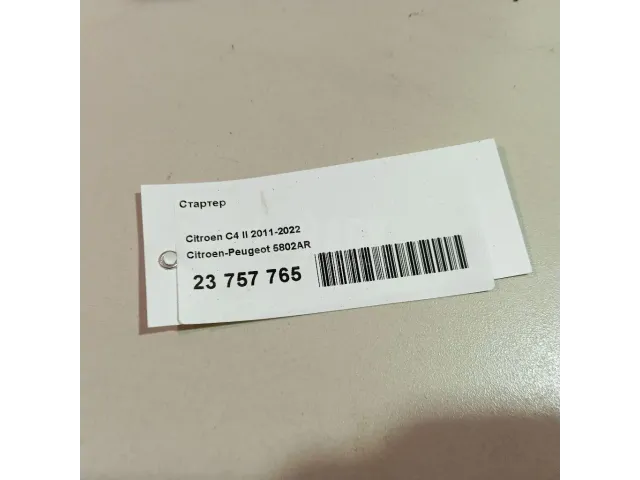 Стартер
Citroen C4 II 2011-2022
Citroen-Peugeot 5802AR
23 757 765